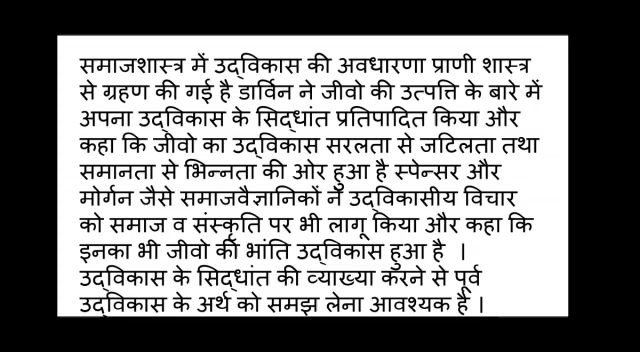 समाजशास्त्र में उद्‌विकास की अवधारणा प्राणी शास्त्र
से ग्रहण की गई है डार्विन ने जीवो की उत्पत्ति के बारे में
अपना उद्‌विकास के सिद्‌धांत प्रतिपादित किया और
कहा कि जीवो का उद्‌विकास सरलता से जटिलता तथा
समानता से भिन्नता की ओर हुआ है स्पेन्सर और
मोर्गन जैसे समाजवैज्ञानिकों ने उद्‌विकासीय विचार
को समाज व संस्कृति पर भी लागू किया और कहा कि
इनका भी जीवो की भांति उद्‌विकास हुआ है ।
उद्‌विकास के सिद्‌धांत की व्याख्या करने से पूर्व
उद्‌विकास के अर्थ को समझ लेना आवश्यक है ।